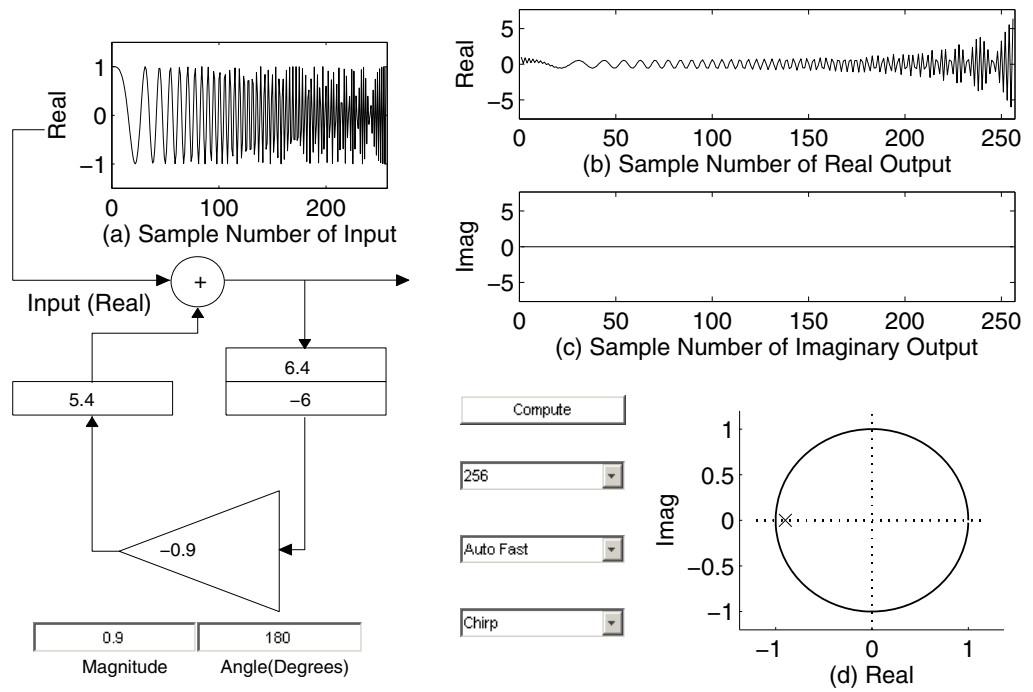 1
0
−1
Real
0
100
200
(a) Sample Number of Input
5
0
−5
Real
0
50
100
150
200
250
(b) Sample Number of Real Output
5
0
−5
Imag
0
50
100
150
200
250
(c) Sample Number of Imaginary Output
+
Input (Real)
6.4
−6
5.4
−0.9
0.9
180
Magnitude
Angle(Degrees)
Compute
256
Auto Fast
Chirp
1
0.5
0
−0.5
−1
Imag
−1
0
1
(d) Real